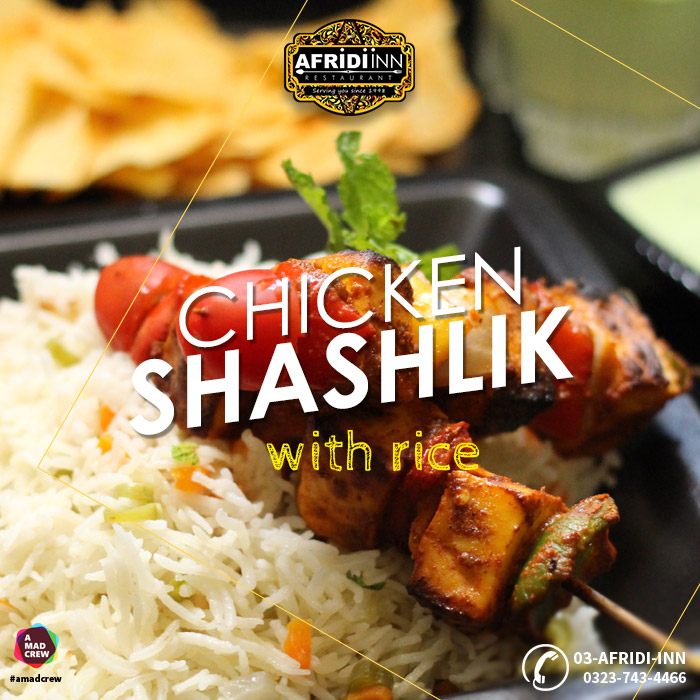 AFRIDI INN
RESTAURANT
Serving you since 1998
CHICKEN
SHASHLIK
with rice
A
MAD
CREW
#amadcrew
03-AFRIDI-INN
0323-743-4466